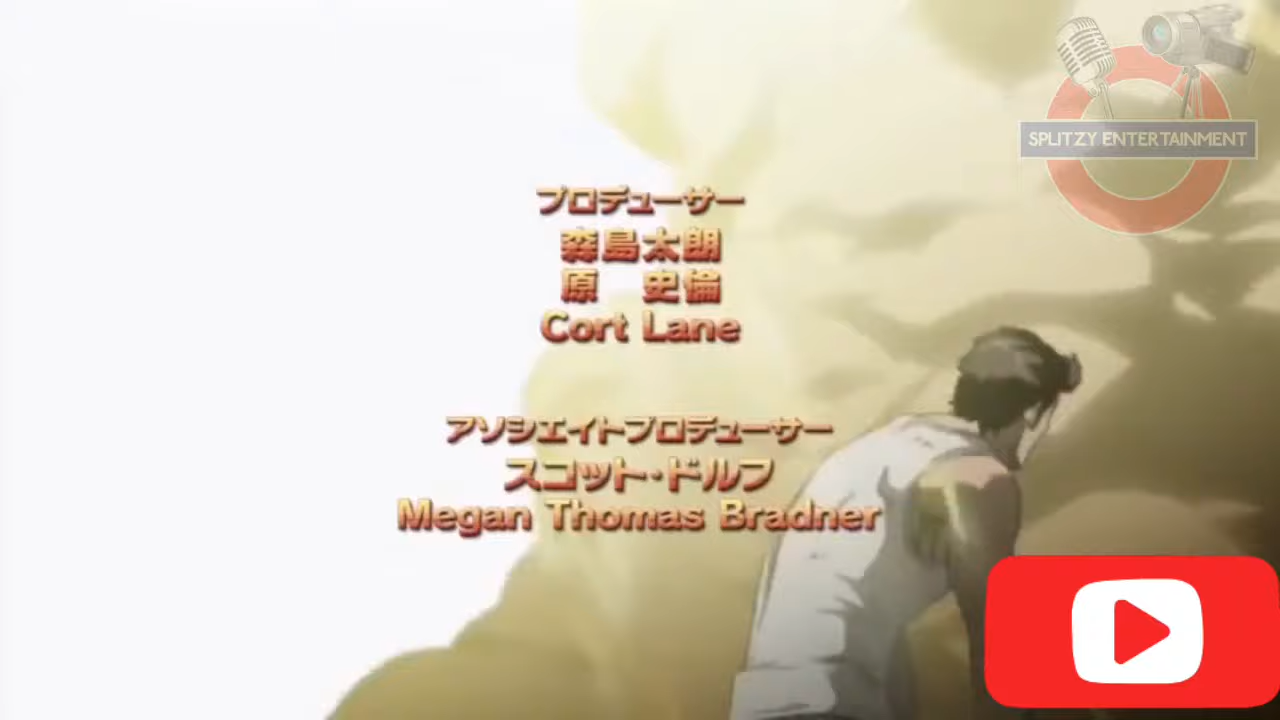 SPLITZY ENTERTAINMENT
プロデューサー
森島太朗
原 史倫
Cort Lane
アソシエイトプロデューサー
スコット・ドルフ
Megan Thomas Bradner